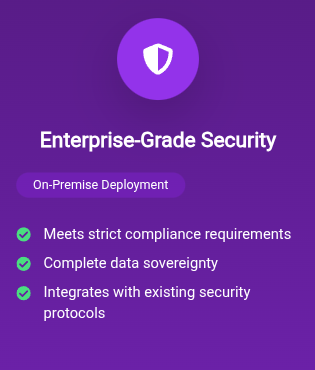 Enterprise-Grade Security
On-Premise Deployment
Meets strict compliance requirements
Complete data sovereignty
Integrates with existing security
protocols